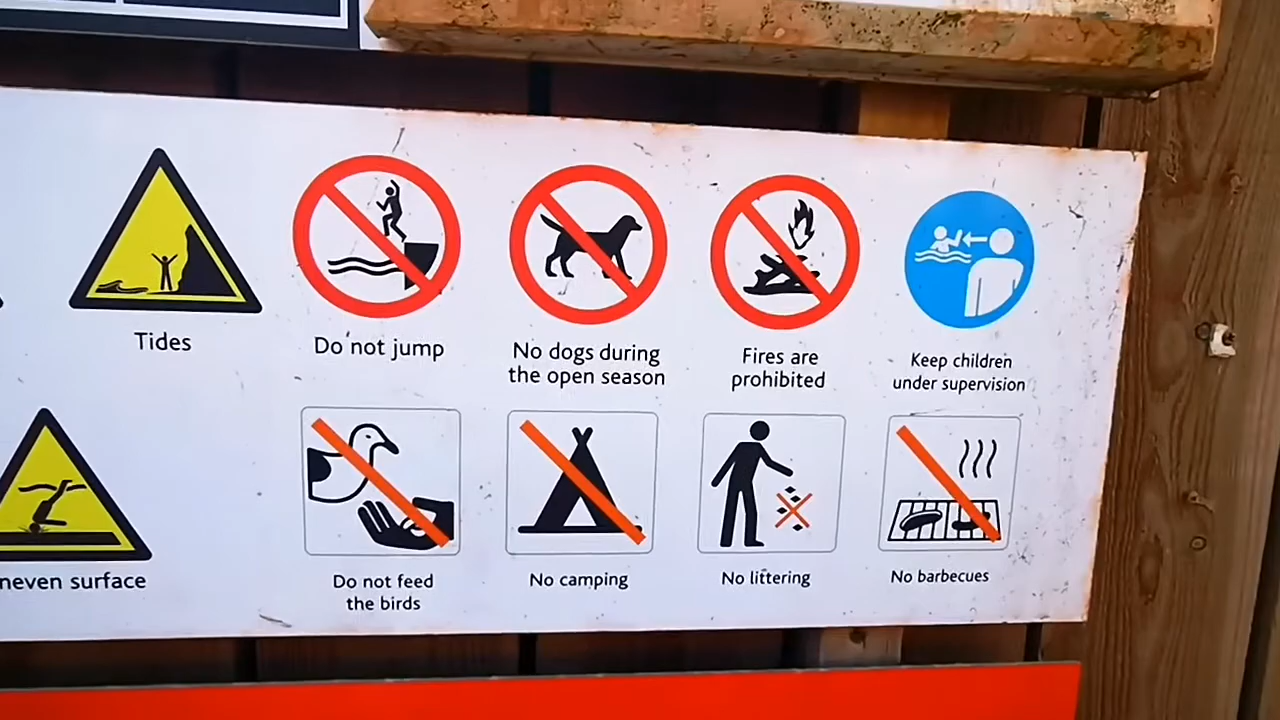 Tides
Do not jump
No dogs during
the open season
Fires are
prohibited
Keep children
under supervision
neven surface
Do not feed
the birds
No camping
No littering
No barbecues